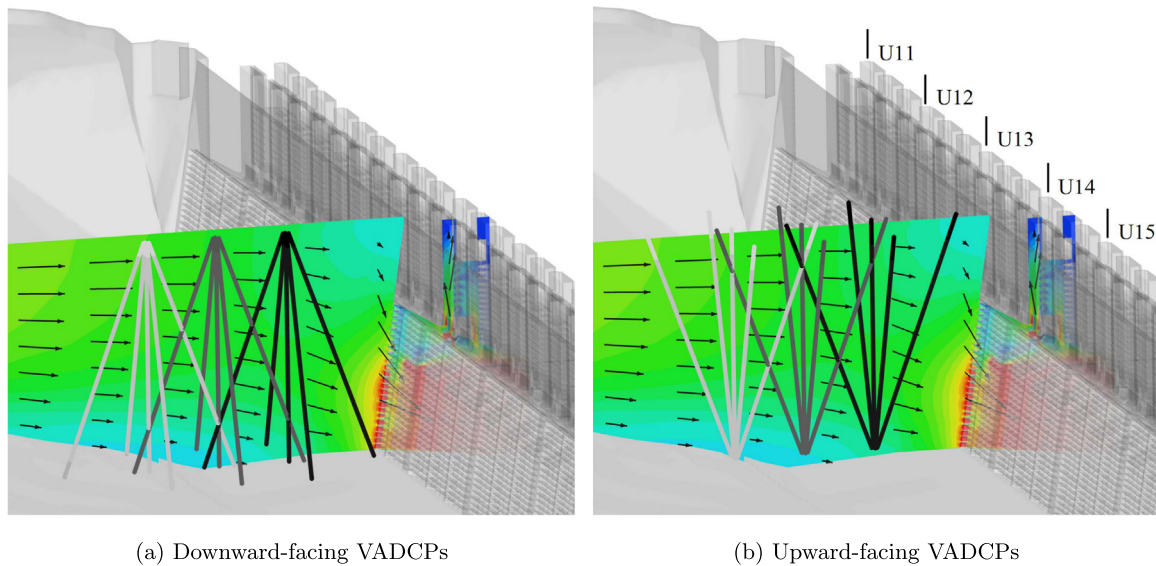 U11
U12
U13
U14
U15
(a) Downward-facing VADCPs
(b) Upward-facing VADCPs